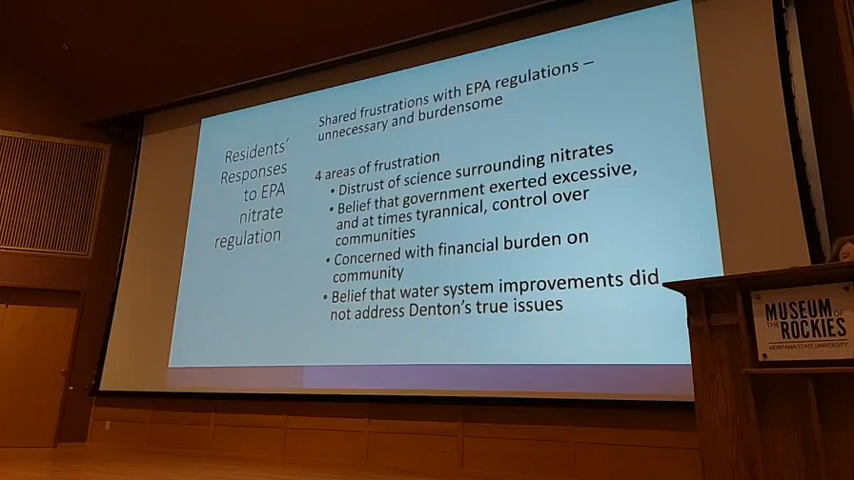 Residents'
Responses
to EPA
nitrate
regulation
Shared frustrations with EPA regulations –
unnecessary and burdensome
4 areas of frustration
• Distrust of science surrounding nitrates
• Belief that government exerted excessive,
and at times tyrannical, control over
communities
• Concerned with financial burden on
community
• Belief that water system improvements did
not address Denton's true issues
MUSEUM OF
THE ROCKIES
MONTANA STATE UNIVERSITY